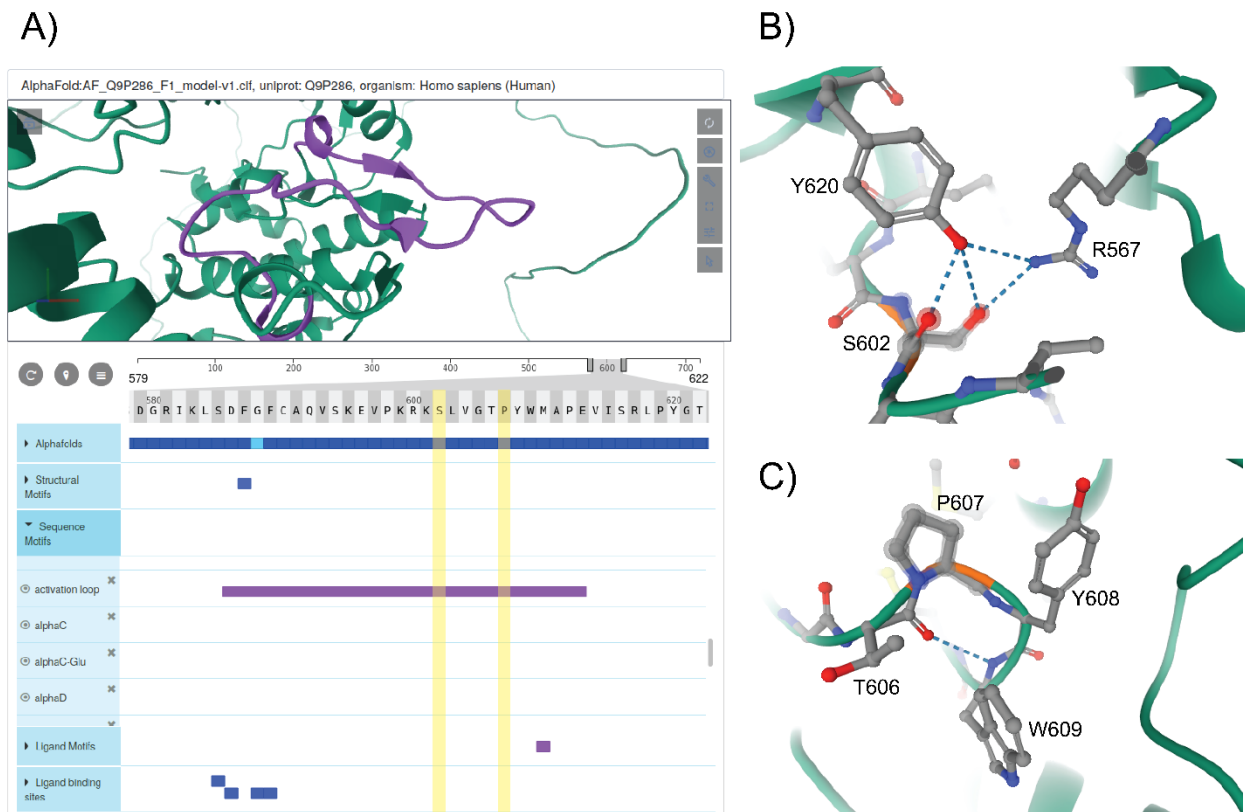 A)
B)
AlphaFold:AF_Q9P286_F1_model-v1.cif, uniprot: Q9P286, organism: Homo sapiens (Human)
Y620
R567
S602
100 200 300 400 500 600 700
579 622
580 600 620
D G R I K L S D F G F C A Q V S K E V P K R K S L V G T P Y W M A P E V I S R L P Y G T
Alphafolds
Structural
Motifs
Sequence
Motifs
activation loop
alphaC
alphaC-Glu
alphaD
Ligand Motifs
Ligand binding
sites
C)
P607
Y608
T606
W609